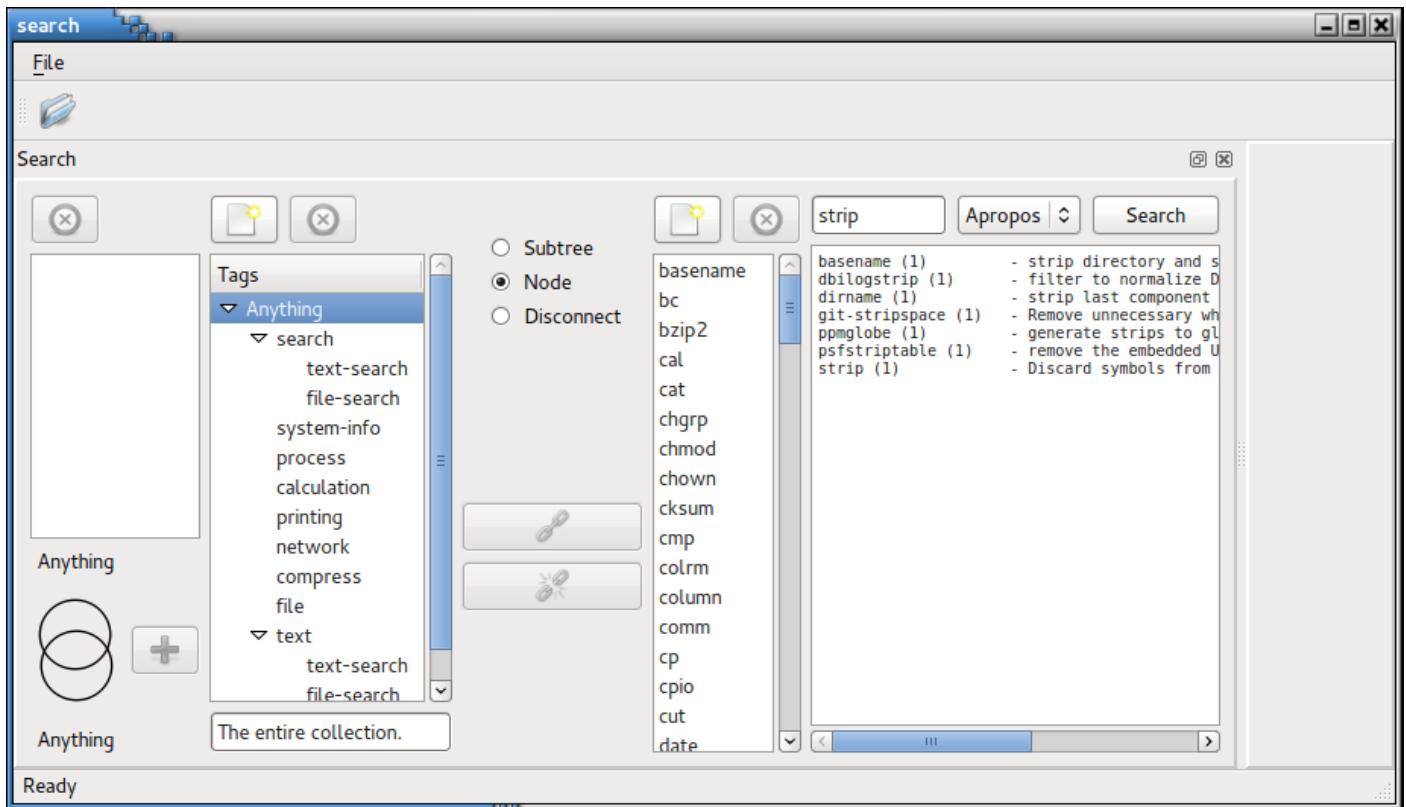 search
File
Search
Anything
Anything
Tags
Anything
search
text-search
file-search
system-info
process
calculation
printing
network
compress
file
text
text-search
file-search
The entire collection.
Subtree
Node
Disconnect
basename
bc
bzip2
cal
cat
chgrp
chmod
chown
cksum
cmp
colrm
column
comm
cp
cpio
cut
date
strip Apropos Search
basename (1) - strip directory and s
dbilogstrip (1) - filter to normalize D
dirname (1) - strip last component
git-stripspace (1) - Remove unnecessary wh
ppmglobe (1) - generate strips to gl
psfstriptable (1) - remove the embedded U
strip (1) - Discard symbols from
Ready